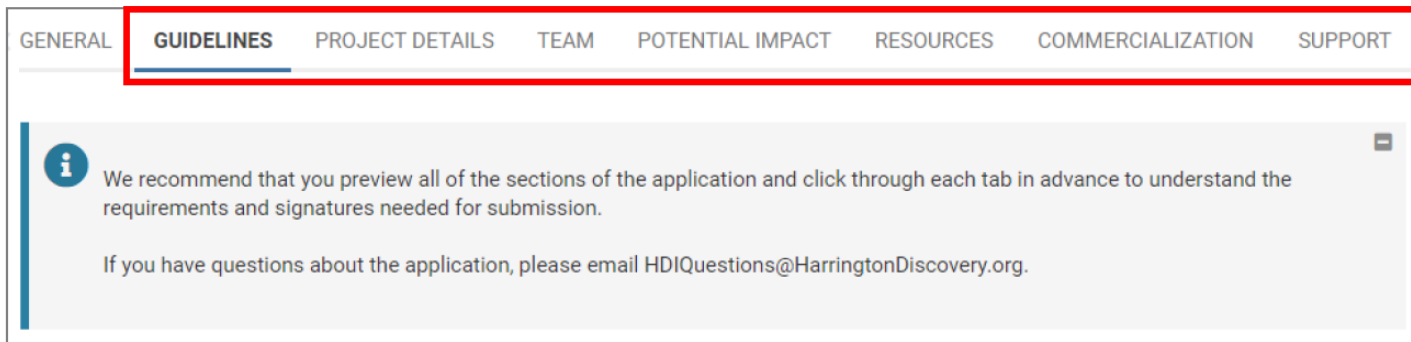 GENERAL GUIDELINES PROJECT DETAILS TEAM POTENTIAL IMPACT RESOURCES COMMERCIALIZATION SUPPORT
We recommend that you preview all of the sections of the application and click through each tab in advance to understand the
requirements and signatures needed for submission.
If you have questions about the application, please email HDIQuestions@HarringtonDiscovery.org.